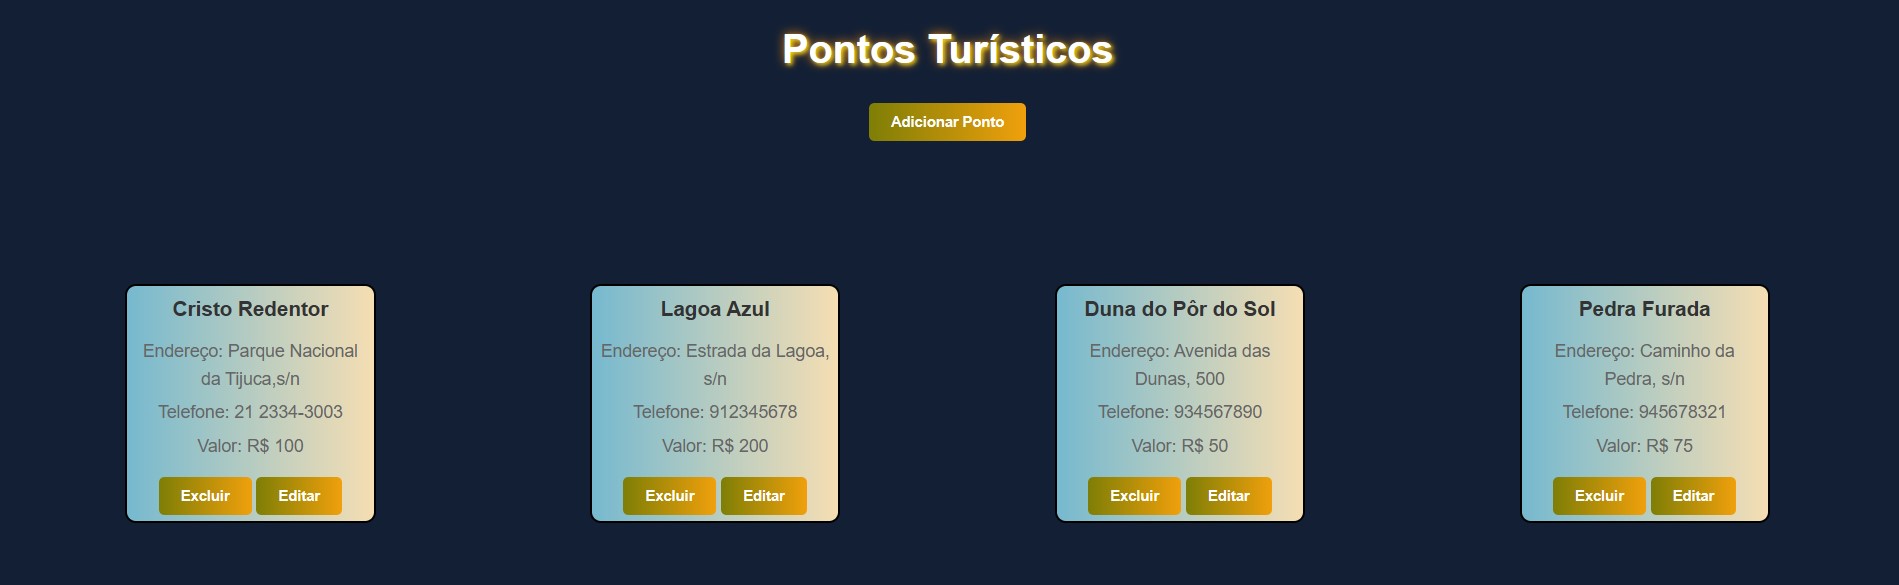 Pontos Turísticos
Adicionar Ponto
Cristo Redentor
Endereço: Parque Nacional
da Tijuca,s/n
Telefone: 21 2334-3003
Valor: R$ 100
Excluir
Editar
Lagoa Azul
Endereço: Estrada da Lagoa,
s/n
Telefone: 912345678
Valor: R$ 200
Excluir
Editar
Duna do Pôr do Sol
Endereço: Avenida das
Dunas, 500
Telefone: 934567890
Valor: R$ 50
Excluir
Editar
Pedra Furada
Endereço: Caminho da
Pedra, s/n
Telefone: 945678321
Valor: R$ 75
Excluir
Editar